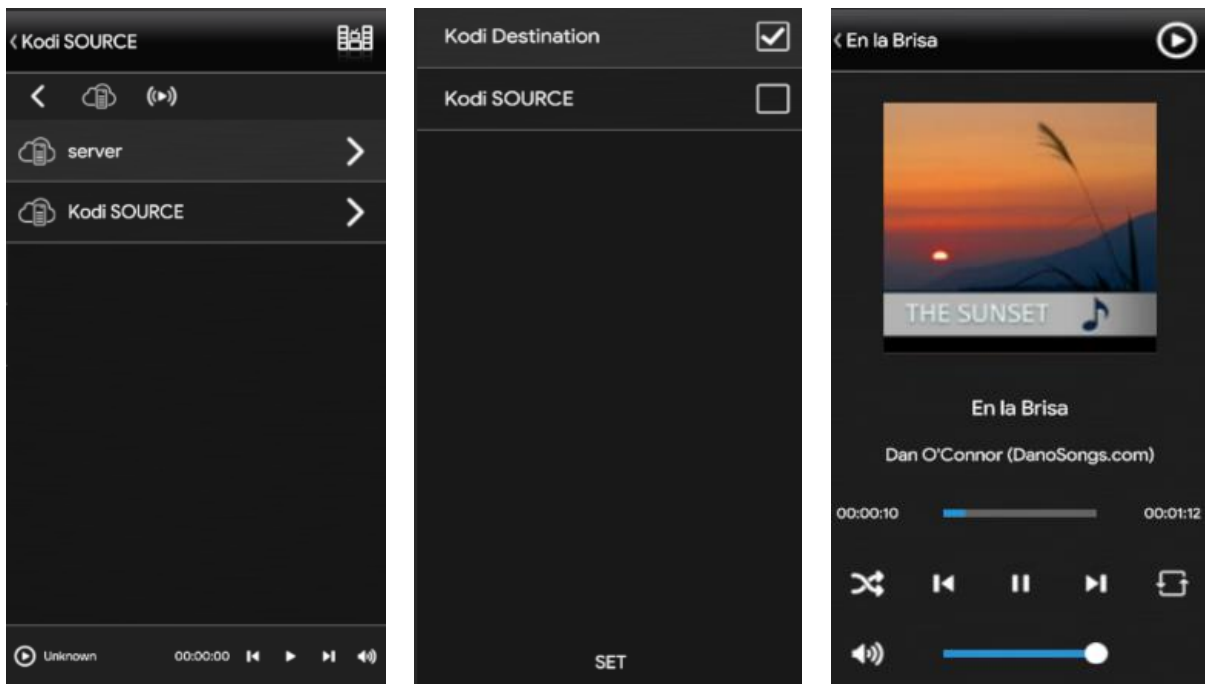 Kodi SOURCE
server
Kodi SOURCE
Unknown
00:00:00
Kodi Destination
Kodi SOURCE
SET
En la Brisa
THE SUNSET
En la Brisa
Dan O'Connor (DanoSongs.com)
00:00:10
00:01:12